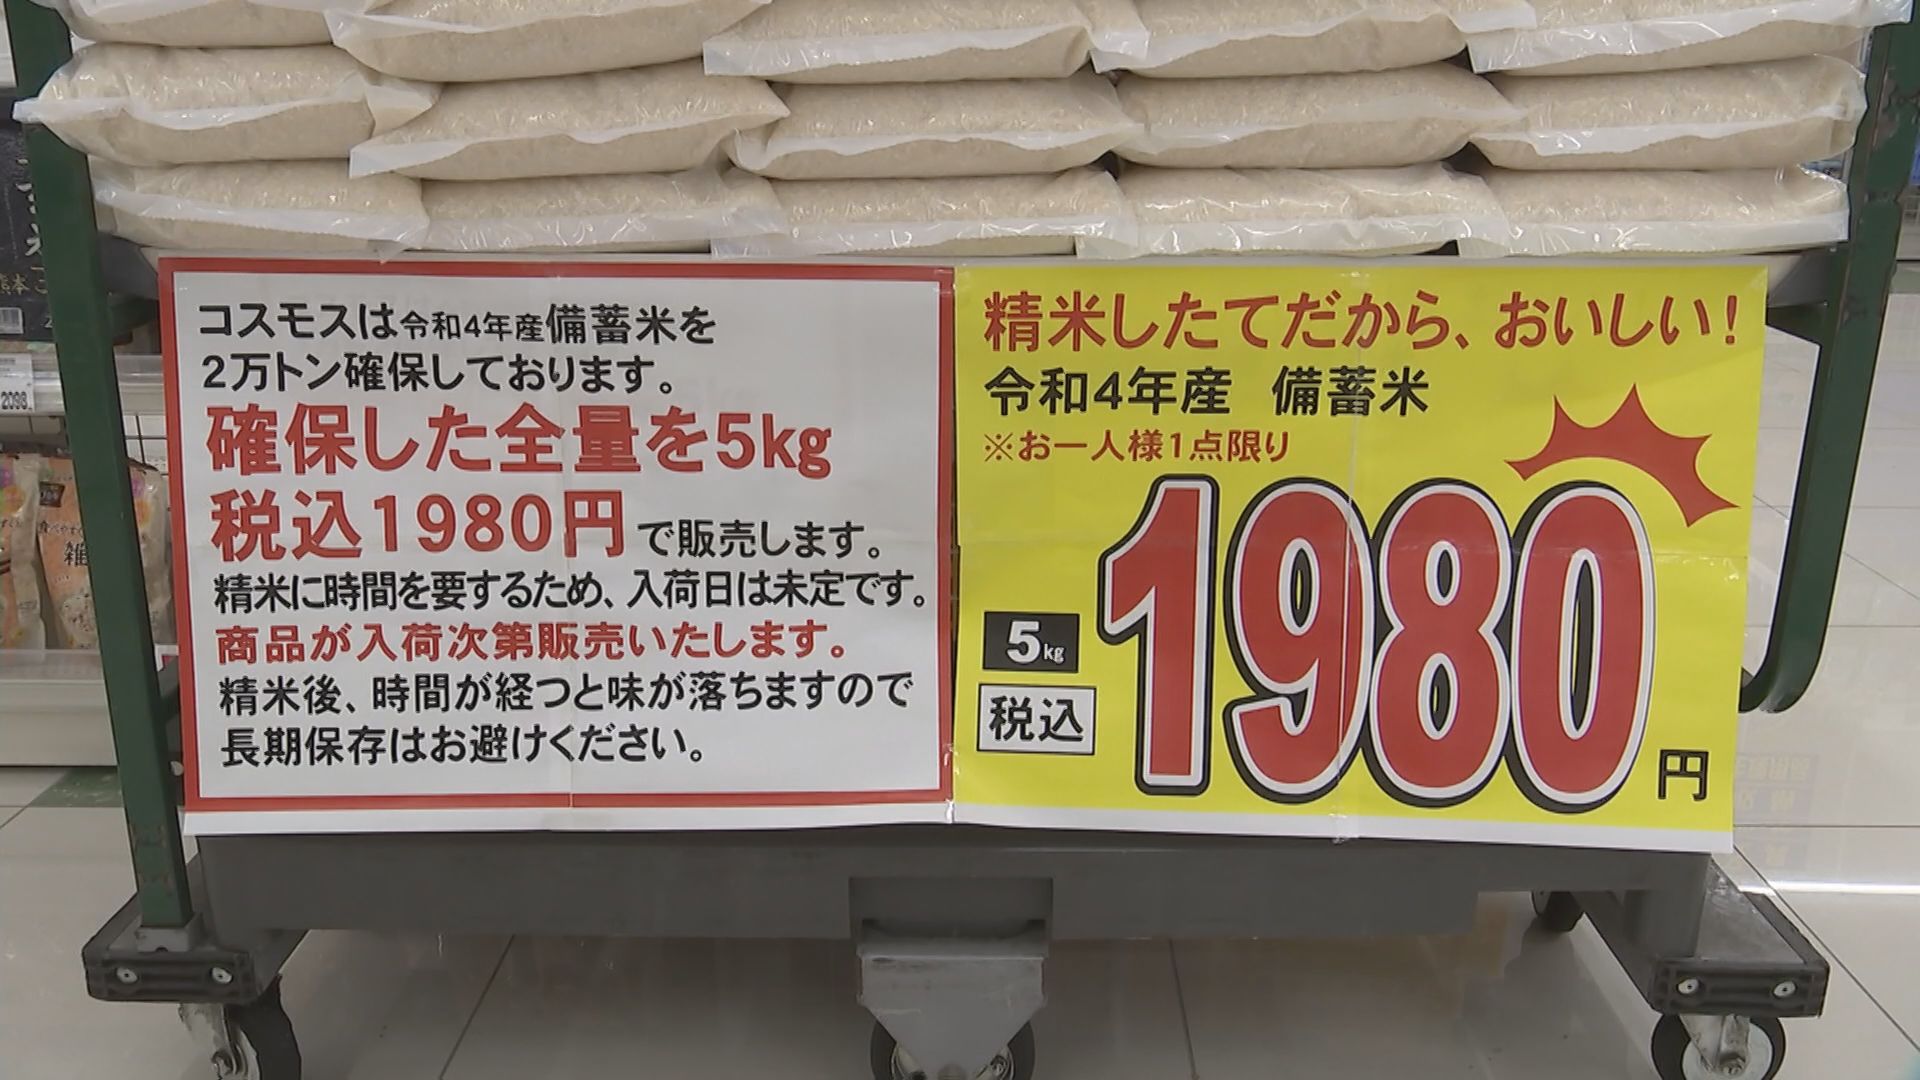 コスモスは令和4年産備蓄米を
2万トン確保しております。
確保した全量を5kg
税込1980円で販売します。
精米に時間を要するため、入荷日は未定です。
商品が入荷次第販売いたします。
精米後、時間が経つと味が落ちますので
長期保存はお避けください。
精米したてだから、おいしい!
令和4年産 備蓄米
※お一人様1点限り
5kg
税込
1980円
熊本
2098